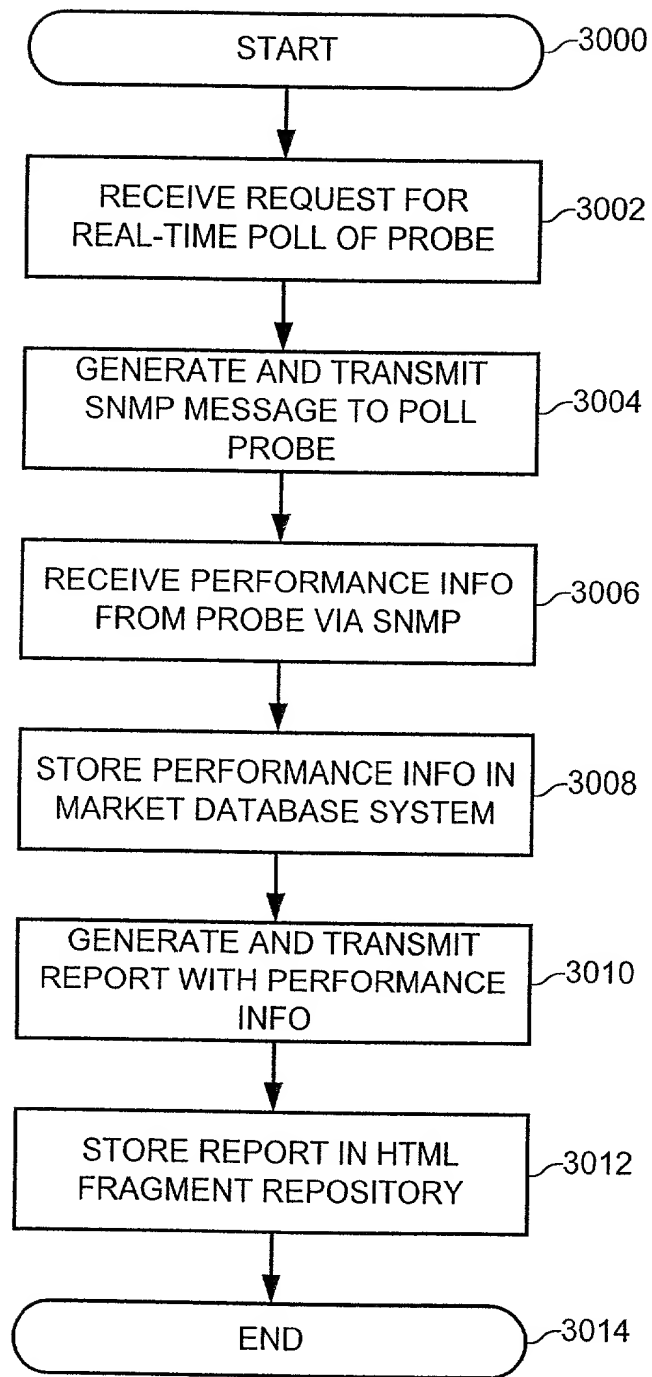 START
3000
RECEIVE REQUEST FOR
REAL-TIME POLL OF PROBE
3002
GENERATE AND TRANSMIT
SNMP MESSAGE TO POLL
PROBE
3004
RECEIVE PERFORMANCE INFO
FROM PROBE VIA SNMP
3006
STORE PERFORMANCE INFO IN
MARKET DATABASE SYSTEM
3008
GENERATE AND TRANSMIT
REPORT WITH PERFORMANCE
INFO
3010
STORE REPORT IN HTML
FRAGMENT REPOSITORY
3012
END
3014